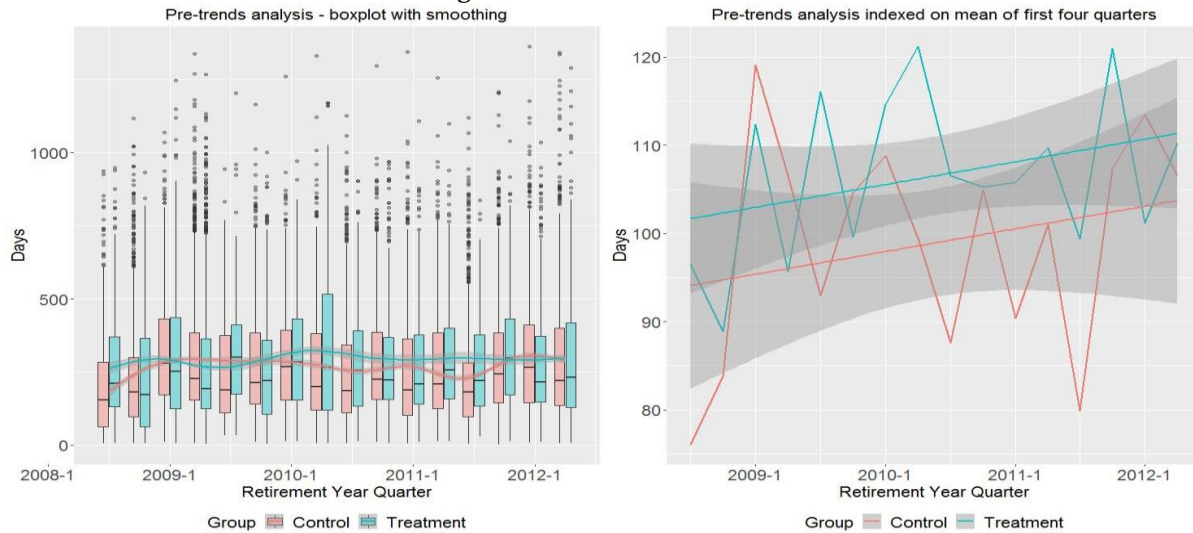 Pre-trends analysis - boxplot with smoothing
Days
1000
500
0
2008-1 2009-1 2010-1 2011-1 2012-1
Retirement Year Quarter
Group Control Treatment
Pre-trends analysis indexed on mean of first four quarters
Days
120
110
100
90
80
2009-1 2010-1 2011-1 2012-1
Retirement Year Quarter
Group Control Treatment